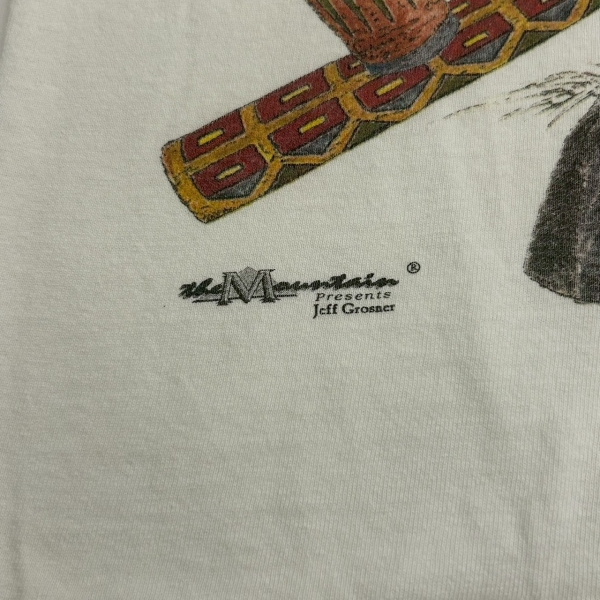 the Mountain ®
Presents
Jeff Grosner